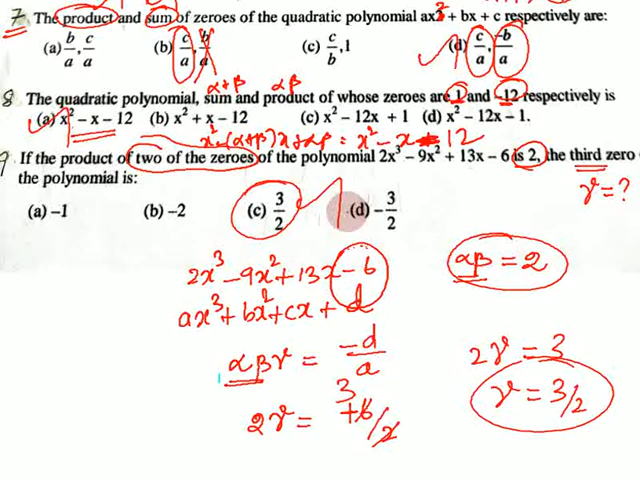 7. The product and sum of zeroes of the quadratic polynomial ax² + bx + c respectively are:
(a) b/a, c/a (b) c/a, b/a (c) c/b, 1 (d) c/a, -b/a
α+β αβ
8 The quadratic polynomial, sum and product of whose zeroes are 1 and -12 respectively is
(a) x² – x – 12 (b) x² + x – 12 (c) x² – 12x + 1 (d) x² – 12x – 1.
x² - (α+β)x + αβ = x² - x - 12
9 If the product of two of the zeroes of the polynomial 2x³ – 9x² + 13x – 6 is 2, the third zero
the polynomial is:
γ = ?
(a) –1 (b) –2 (c) 3/2 (d) – 3/2
2x³ - 9x² + 13x - 6
αβ = 2
ax³ + bx² + cx + d
αβγ = -d/a
2γ = 3
2γ = +6/2 3
γ = 3/2